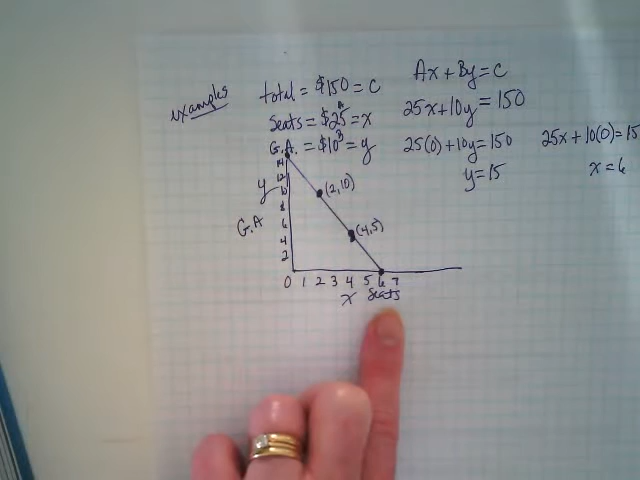 examples
total = $150 = C
Ax + By = C
Seats = $25 = x
A
25x + 10y = 150
G.A. = $10 = y
B
25(0) + 10y = 150
25x + 10(0) = 15
y = 15
x = 6
14
12
10
8
6
4
2
y
G.A
(2,10)
(4,5)
0 1 2 3 4 5 6 7
x Seats